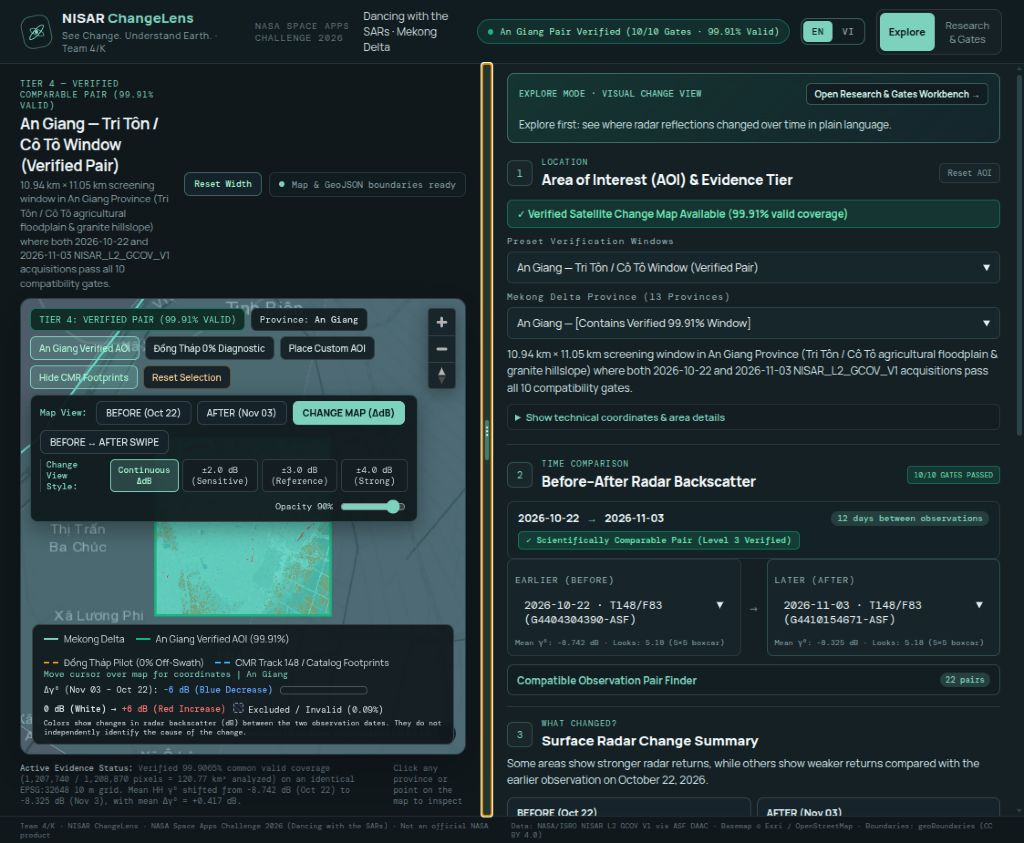 NISAR ChangeLens
See Change. Understand Earth. ·
Team 4/K
NASA SPACE APPS
CHALLENGE 2026
Dancing with the
SARs · Mekong
Delta
An Giang Pair Verified (10/10 Gates · 99.91% Valid)
EN
VI
Explore
Research
& Gates
TIER 4 — VERIFIED
COMPARABLE PAIR (99.91%
VALID)
An Giang — Tri Tôn /
Cô Tô Window
(Verified Pair)
10.94 km × 11.05 km screening
window in An Giang Province (Tri
Tôn / Cô Tô agricultural
floodplain & granite hillslope)
where both 2026-10-22 and
2026-11-03 NISAR_L2_GCOV_V1
acquisitions pass all 10
compatibility gates.
Reset Width
Map & GeoJSON boundaries ready
Tịnh Biên
TIER 4: VERIFIED PAIR (99.91% VALID)
Province: An Giang
An Giang Verified AOI
Đồng Tháp 0% Diagnostic
Place Custom AOI
Hide CMR Footprints
Reset Selection
Map View:
BEFORE (Oct 22)
AFTER (Nov 03)
CHANGE MAP (ΔdB)
BEFORE ↔ AFTER SWIPE
Change
View
Style:
Continuous
ΔdB
±2.0 dB
(Sensitive)
±3.0 dB
(Reference)
±4.0 dB
(Strong)
Opacity 90%
Thị Trấn
Ba Chúc
Xã Lương Phi
Mekong Delta
An Giang Verified AOI (99.91%)
Đồng Tháp Pilot (0% Off-Swath)
CMR Track 148 / Catalog Footprints
Move cursor over map for coordinates | An Giang
Δγ⁰ (Nov 03 − Oct 22): -6 dB (Blue Decrease)
0 dB (White) → +6 dB (Red Increase)
Excluded / Invalid (0.09%)
Colors show changes in radar backscatter (dB) between the two observation dates. They do not
independently identify the cause of the change.
Active Evidence Status: Verified 99.9065% common valid coverage
(1,207,740 / 1,208,870 pixels = 120.77 km² analyzed) on an identical
EPSG:32648 10 m grid. Mean HH γ⁰ shifted from -8.742 dB (Oct 22) to
-8.325 dB (Nov 3), with mean Δγ⁰ = +0.417 dB.
Click any
province or
point on the
map to inspect
EXPLORE MODE · VISUAL CHANGE VIEW
Open Research & Gates Workbench →
Explore first: see where radar reflections changed over time in plain language.
1
LOCATION
Area of Interest (AOI) & Evidence Tier
Reset AOI
✓ Verified Satellite Change Map Available (99.91% valid coverage)
Preset Verification Windows
An Giang — Tri Tôn / Cô Tô Window (Verified Pair)
Mekong Delta Province (13 Provinces)
An Giang — [Contains Verified 99.91% Window]
10.94 km × 11.05 km screening window in An Giang Province (Tri Tôn / Cô Tô agricultural floodplain &
granite hillslope) where both 2026-10-22 and 2026-11-03 NISAR_L2_GCOV_V1 acquisitions pass
all 10 compatibility gates.
▶ Show technical coordinates & area details
2
TIME COMPARISON
Before–After Radar Backscatter
10/10 GATES PASSED
2026-10-22 → 2026-11-03
12 days between observations
✓ Scientifically Comparable Pair (Level 3 Verified)
EARLIER (BEFORE)
2026-10-22 · T148/F83
(G4404304390-ASF)
Mean γ⁰: -8.742 dB · Looks: 5.18 (5×5 boxcar)
→
LATER (AFTER)
2026-11-03 · T148/F83
(G4410154671-ASF)
Mean γ⁰: -8.325 dB · Looks: 5.18 (5×5 boxcar)
Compatible Observation Pair Finder
22 pairs
3
WHAT CHANGED?
Surface Radar Change Summary
Some areas show stronger radar returns, while others show weaker returns compared with the
earlier observation on October 22, 2026.
BEFORE (Oct 22)
AFTER (Nov 03)
Team 4/K · NISAR ChangeLens · NASA Space Apps Challenge 2026 (Dancing with the SARs) · Not an official NASA
product
Data: NASA/ISRO NISAR L2 GCOV V1 via ASF DAAC · Basemap © Esri / OpenStreetMap · Boundaries: geoBoundaries (CC
BY 4.0)